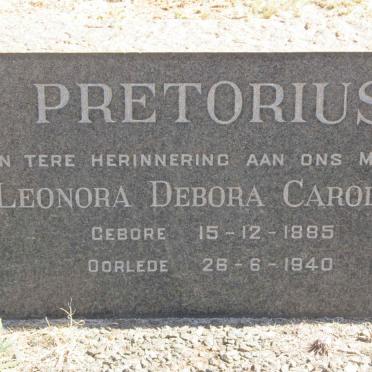 PRETORIUS
N TERE HERINNERING AAN ONS M
LEONORA DEBORA CAROL
GEBORE 15-12-1885
OORLEDE 26-6-1940